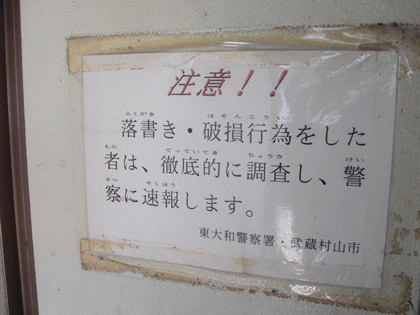 注意！！
落書き・破損行為をした
者は、徹底的に調査し、警
察に速報します。
東大和警察署・武蔵村山市